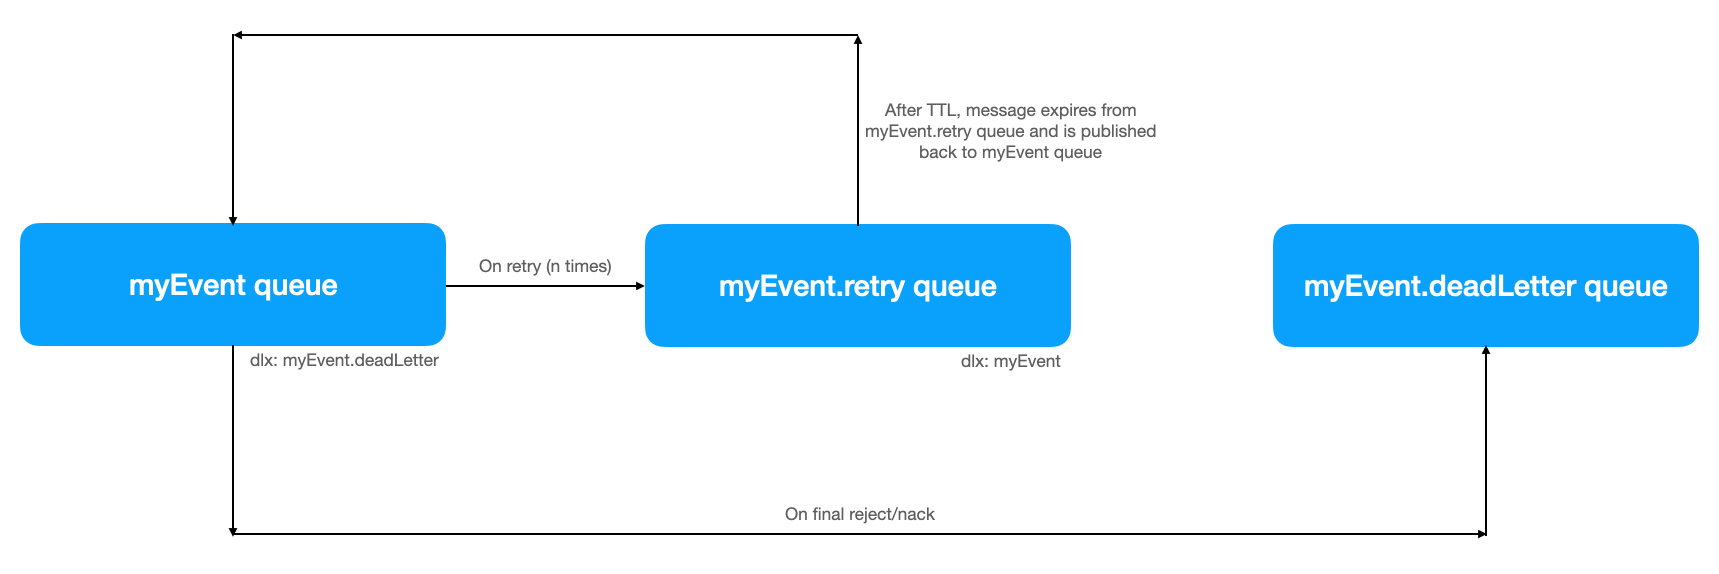 After TTL, message expires from
myEvent.retry queue and is published
back to myEvent queue
myEvent queue
On retry (n times)
myEvent.retry queue
myEvent.deadLetter queue
dlx: myEvent.deadLetter
dlx: myEvent
On final reject/nack